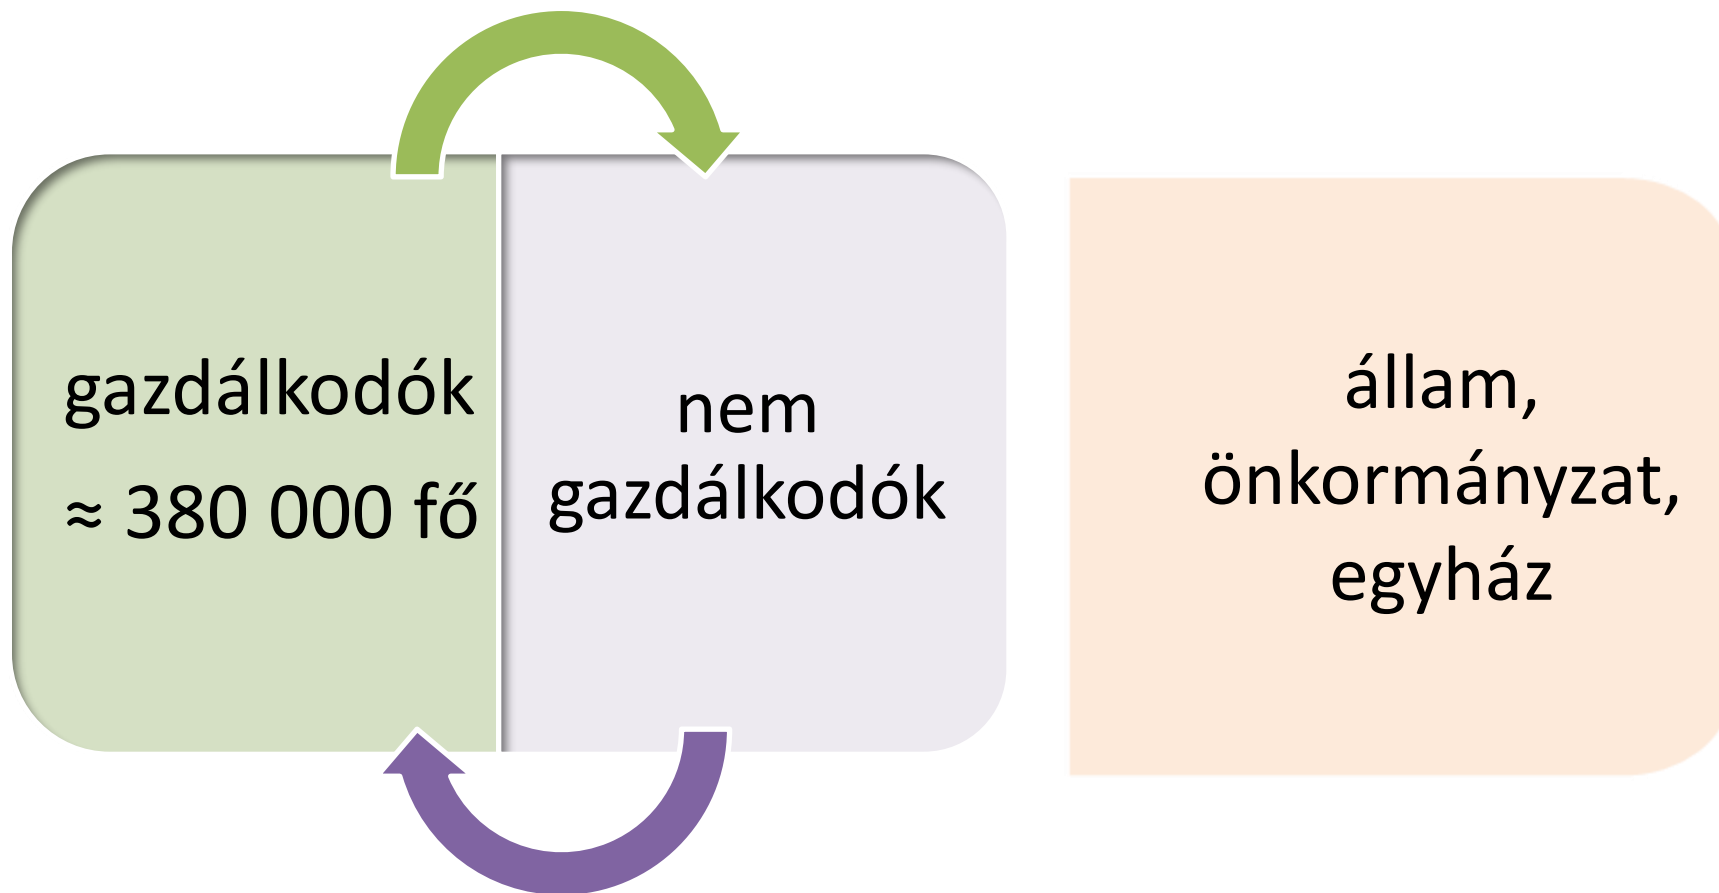 gazdálkodók
≈ 380 000 fő
nem
gazdálkodók
állam,
önkormányzat,
egyház